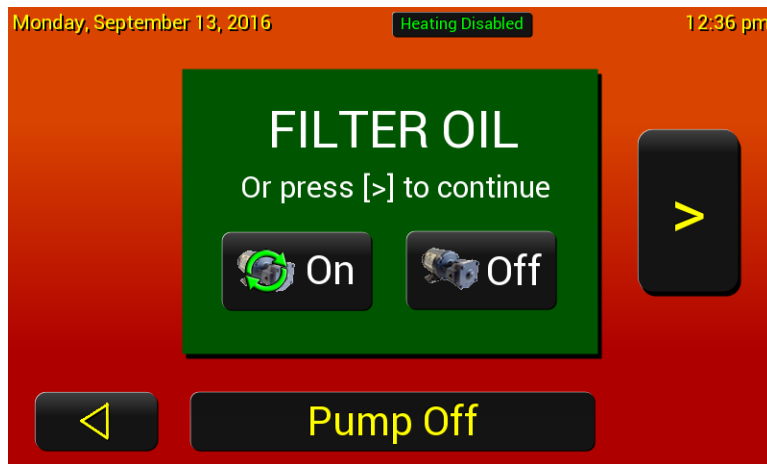 Monday, September 13, 2016
Heating Disabled
12:36 pm
FILTER OIL
Or press [>] to continue
On
Off
>
Pump Off